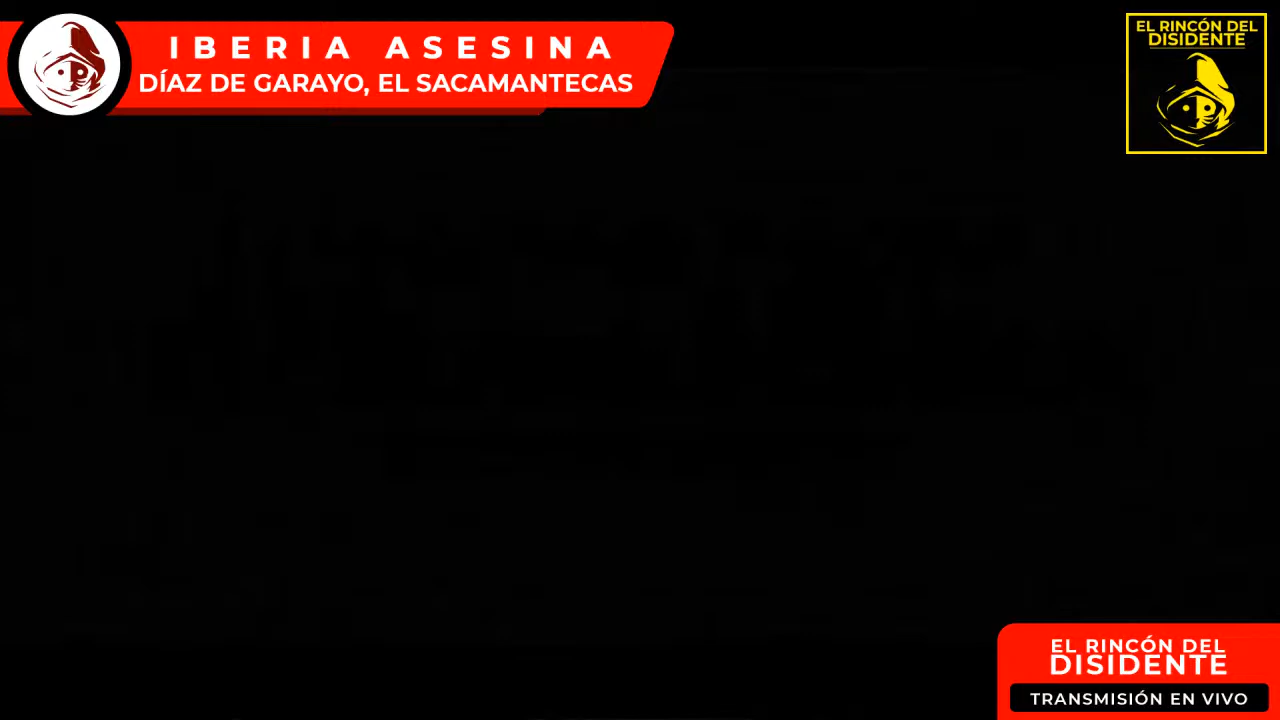 IBERIA ASESINA
DÍAZ DE GARAYO, EL SACAMANTECAS
EL RINCÓN DEL
DISIDENTE
EL RINCÓN DEL
DISIDENTE
TRANSMISIÓN EN VIVO